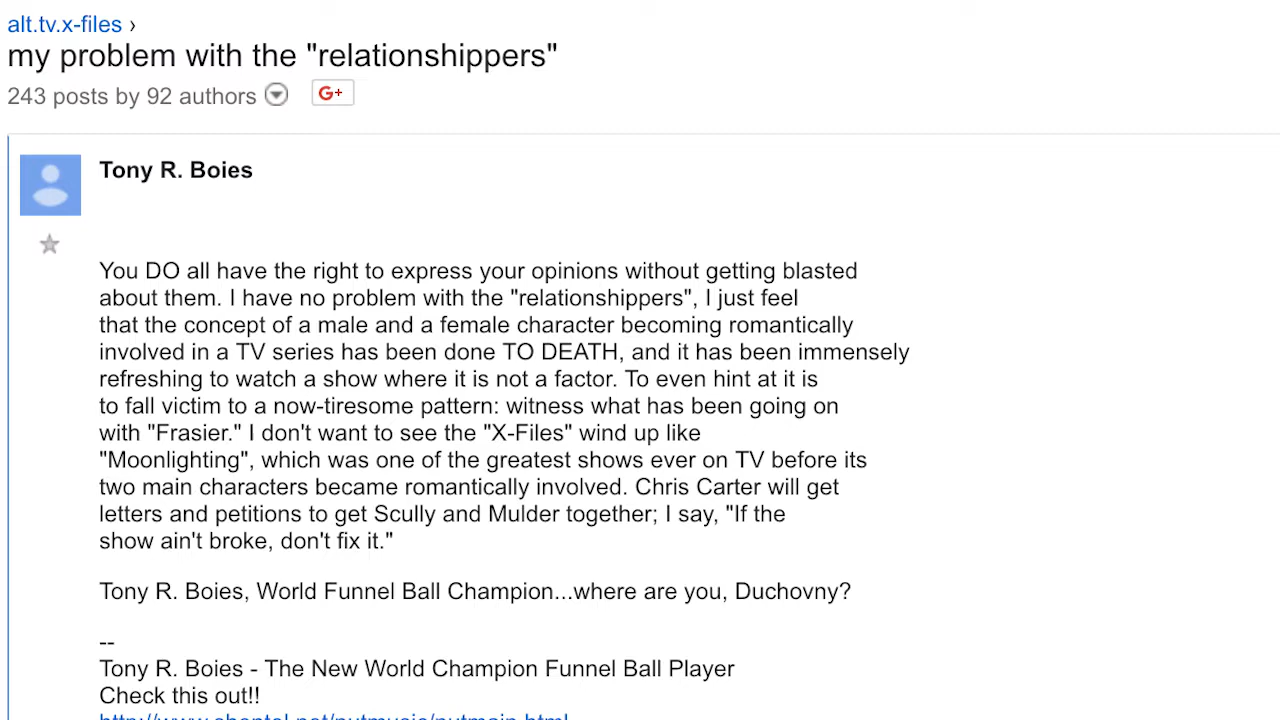 alt.tv.x-files ›
my problem with the "relationshippers"
243 posts by 92 authors
G+
Tony R. Boies
You DO all have the right to express your opinions without getting blasted
about them. I have no problem with the "relationshippers", I just feel
that the concept of a male and a female character becoming romantically
involved in a TV series has been done TO DEATH, and it has been immensely
refreshing to watch a show where it is not a factor. To even hint at it is
to fall victim to a now-tiresome pattern: witness what has been going on
with "Frasier." I don't want to see the "X-Files" wind up like
"Moonlighting", which was one of the greatest shows ever on TV before its
two main characters became romantically involved. Chris Carter will get
letters and petitions to get Scully and Mulder together; I say, "If the
show ain't broke, don't fix it."
Tony R. Boies, World Funnel Ball Champion...where are you, Duchovny?
--
Tony R. Boies - The New World Champion Funnel Ball Player
Check this out!!